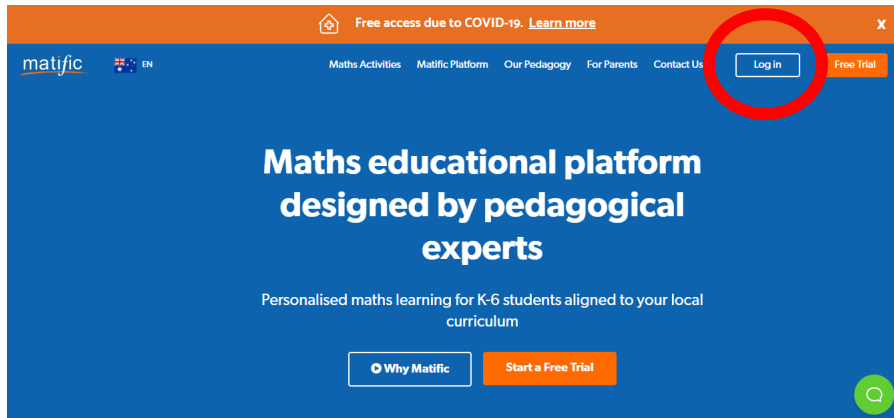 Free access due to COVID-19. Learn more X
matific EN Maths Activities Matific Platform Our Pedagogy For Parents Contact Us Log in Free Trial
Maths educational platform
designed by pedagogical
experts
Personalised maths learning for K-6 students aligned to your local
curriculum
Why Matific Start a Free Trial